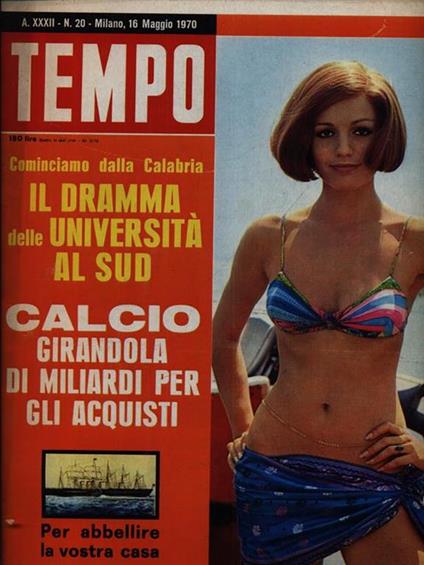 A. XXXII - N. 20 - Milano, 16 Maggio 1970
TEMPO
150 lire
Cominciamo dalla Calabria
IL DRAMMA
delle UNIVERSITÀ
AL SUD
CALCIO
GIRANDOLA
DI MILIARDI PER
GLI ACQUISTI
Per abbellire
la vostra casa